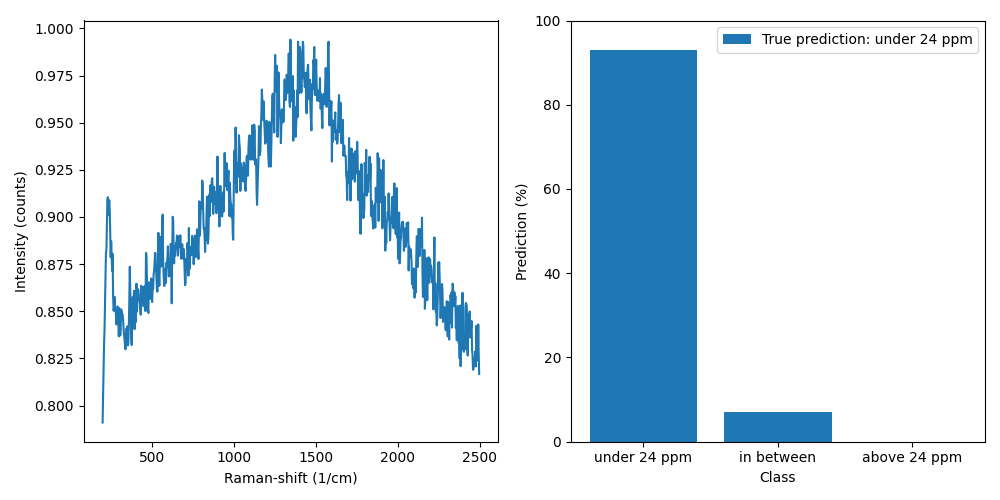 1.000
0.975
0.950
0.925
0.900
0.875
0.850
0.825
0.800
Intensity (counts)
500
1000
1500
2000
2500
Raman-shift (1/cm)
100
80
60
40
20
0
Prediction (%)
True prediction: under 24 ppm
under 24 ppm
in between
above 24 ppm
Class